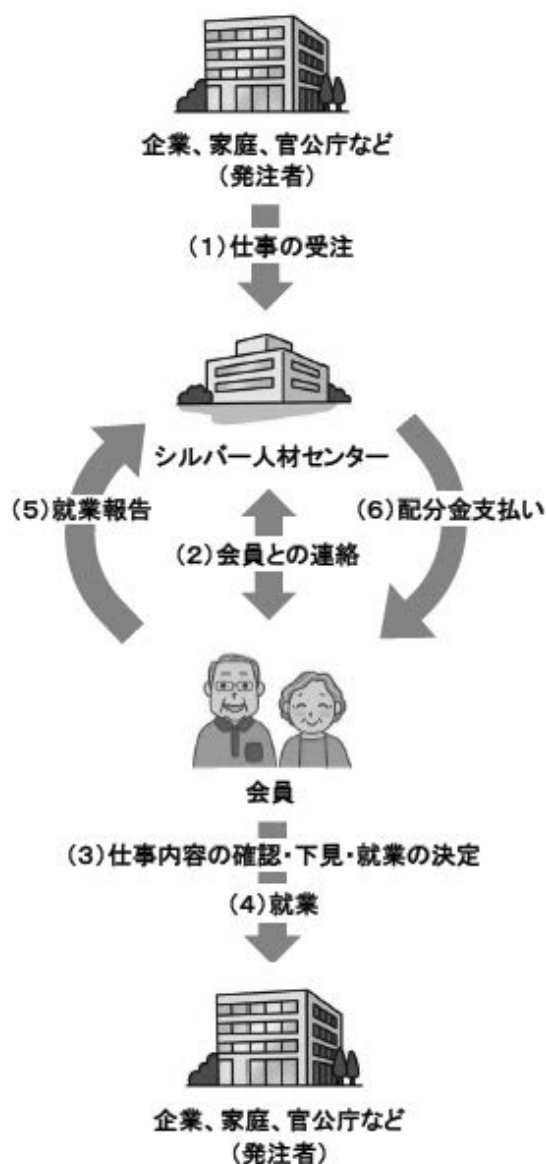 企業、家庭、官公庁など
（発注者）
（1）仕事の受注
シルバー人材センター
（5）就業報告
（6）配分金支払い
（2）会員との連絡
会員
（3）仕事内容の確認・下見・就業の決定
（4）就業
企業、家庭、官公庁など
（発注者）